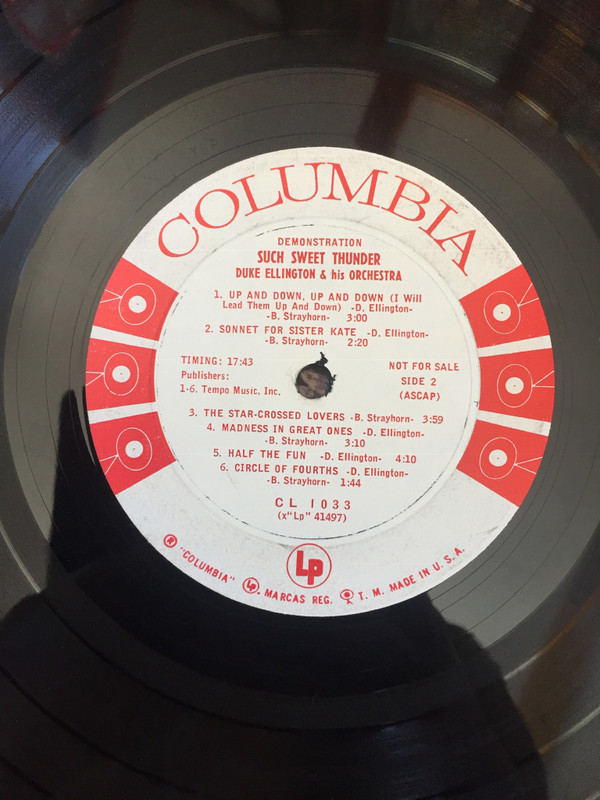 COLUMBIA
DEMONSTRATION
SUCH SWEET THUNDER
DUKE ELLINGTON & his ORCHESTRA
1. UP AND DOWN, UP AND DOWN (I Will
Lead Them Up And Down) -D. Ellington-
-B. Strayhorn- 3:00
2. SONNET FOR SISTER KATE -D. Ellington-
-B. Strayhorn- 2:20
TIMING: 17:43
Publishers:
1-6. Tempo Music, Inc.
NOT FOR SALE
SIDE 2
(ASCAP)
3. THE STAR-CROSSED LOVERS -B. Strayhorn- 3:59
4. MADNESS IN GREAT ONES -D. Ellington-
-B. Strayhorn- 3:10
5. HALF THE FUN -D. Ellington- 4:10
6. CIRCLE OF FOURTHS -D. Ellington-
-B. Strayhorn- 1:44
CL 1033
(x"Lp" 41497)
Lp
"COLUMBIA" Lp. MARCAS REG. T. M. MADE IN U. S. A.